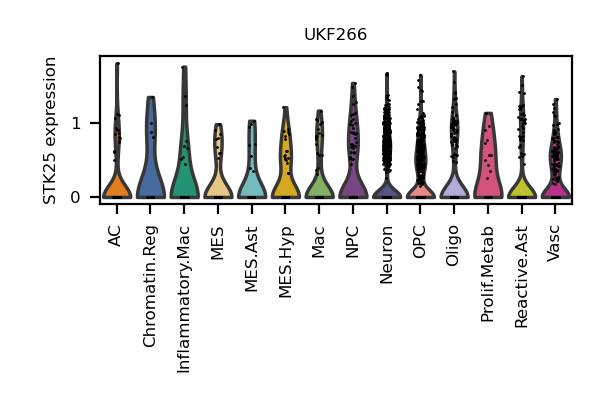 UKF266
STK25 expression
1
0
AC
Chromatin.Reg
Inflammatory.Mac
MES
MES.Ast
MES.Hyp
Mac
NPC
Neuron
OPC
Oligo
Prolif.Metab
Reactive.Ast
Vasc